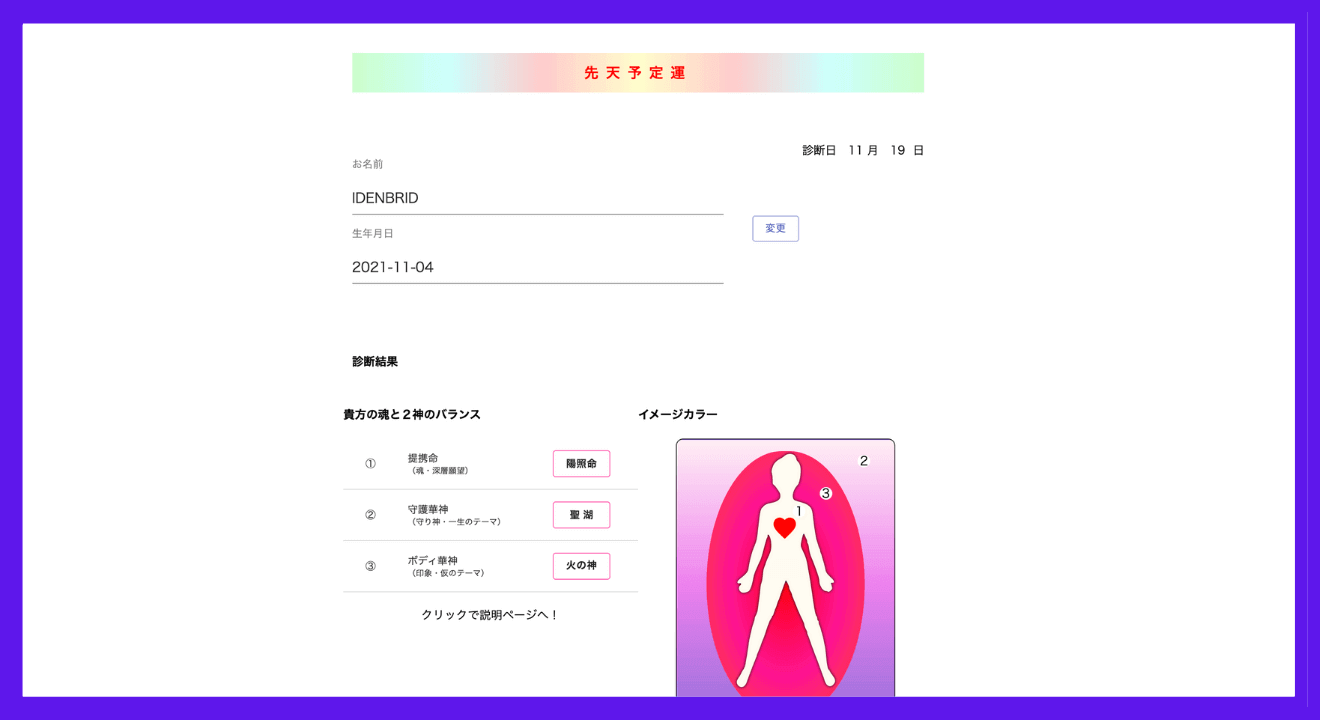 先天予定運
診断日 11 月 19 日
お名前
IDENBRID
変更
生年月日
2021-11-04
診断結果
貴方の魂と２神のバランス
① 提携命 陽照命
（魂・深層願望）
② 守護華神 聖 湖
（守り神・一生のテーマ）
③ ボディ華神 火の神
（印象・仮のテーマ）
クリックで説明ページへ！
イメージカラー
2
3
1